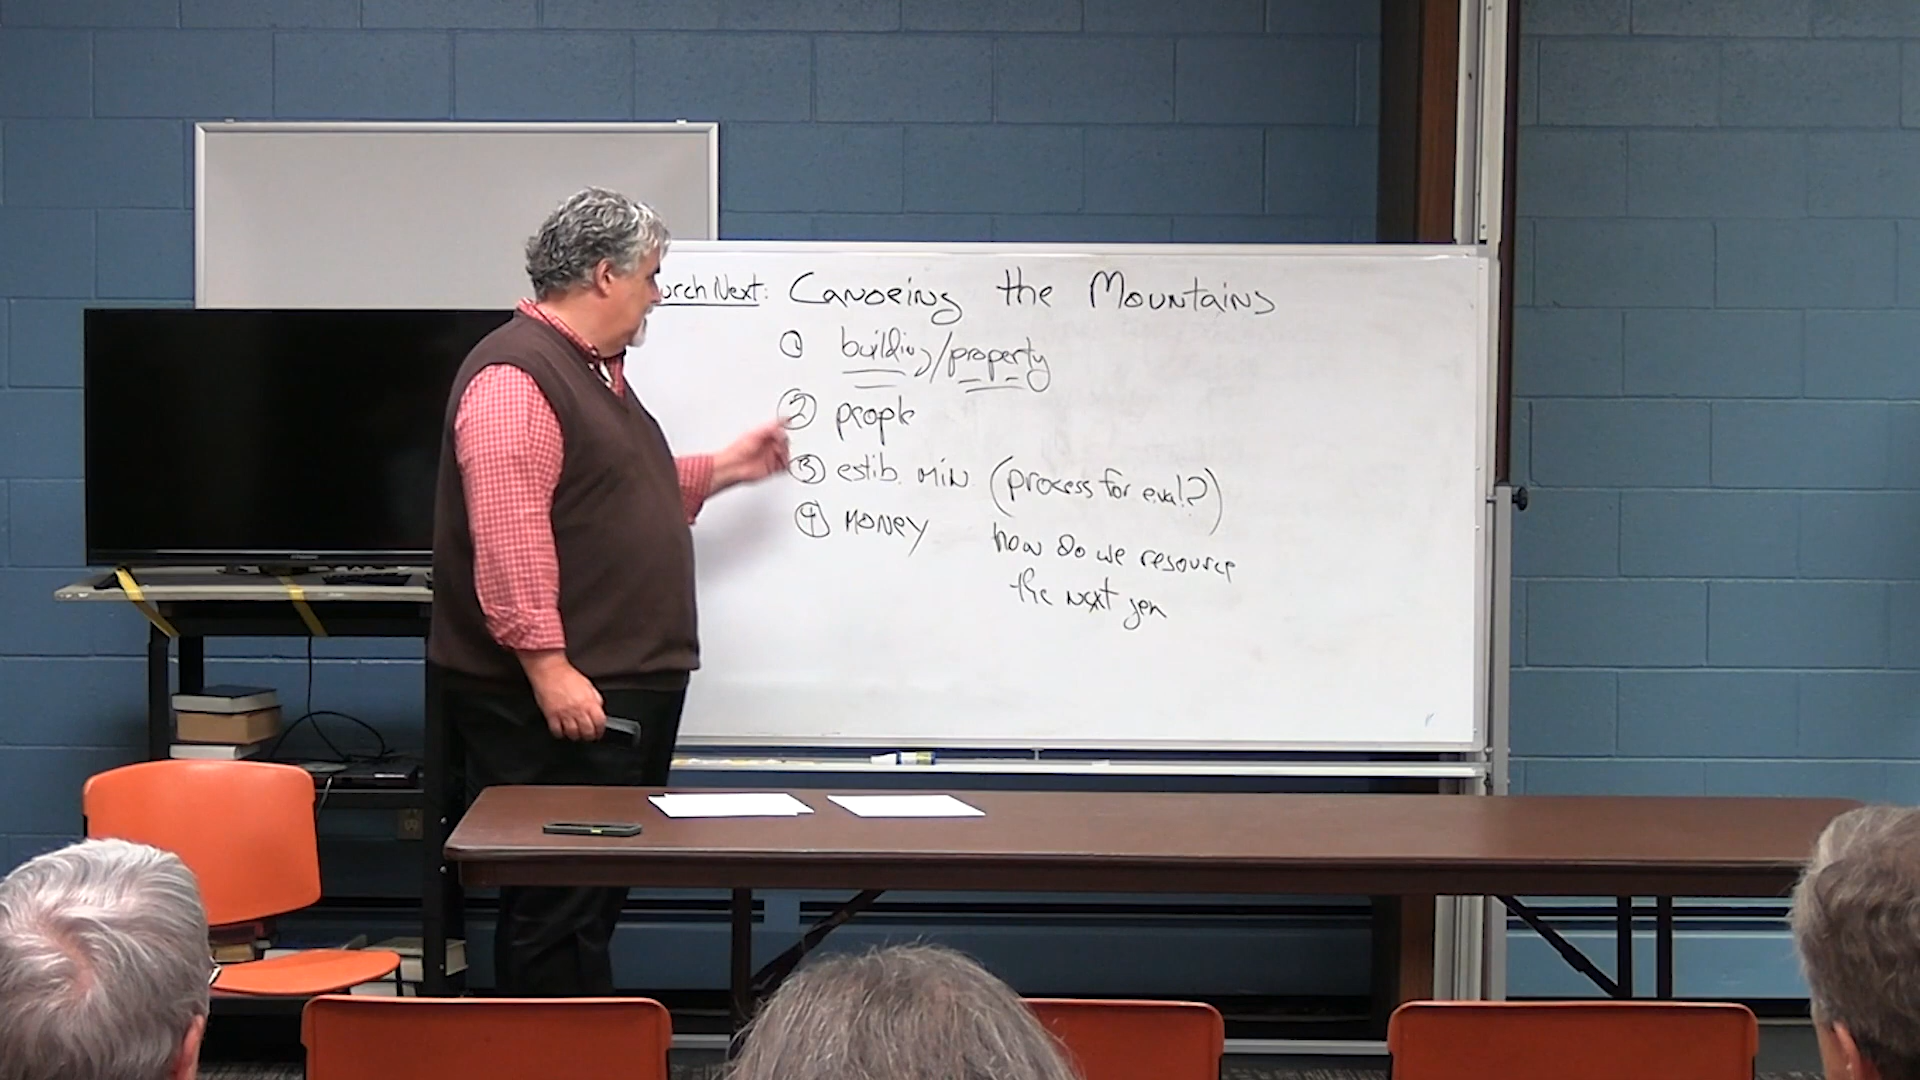 urch Next: Canoeing the Mountains
1 building/property
2 people
3 estib. min (process for eval?)
4 money
how do we resource
the next gen